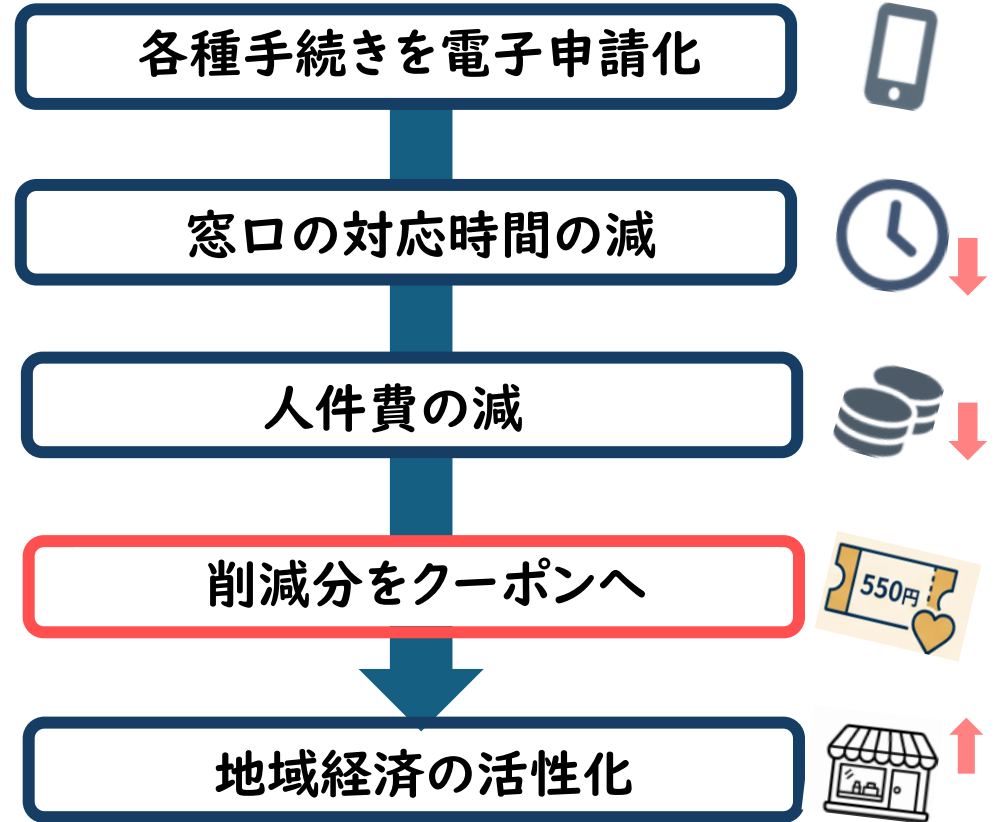 各種手続きを電子申請化
窓口の対応時間の減
人件費の減
削減分をクーポンへ
550円
地域経済の活性化